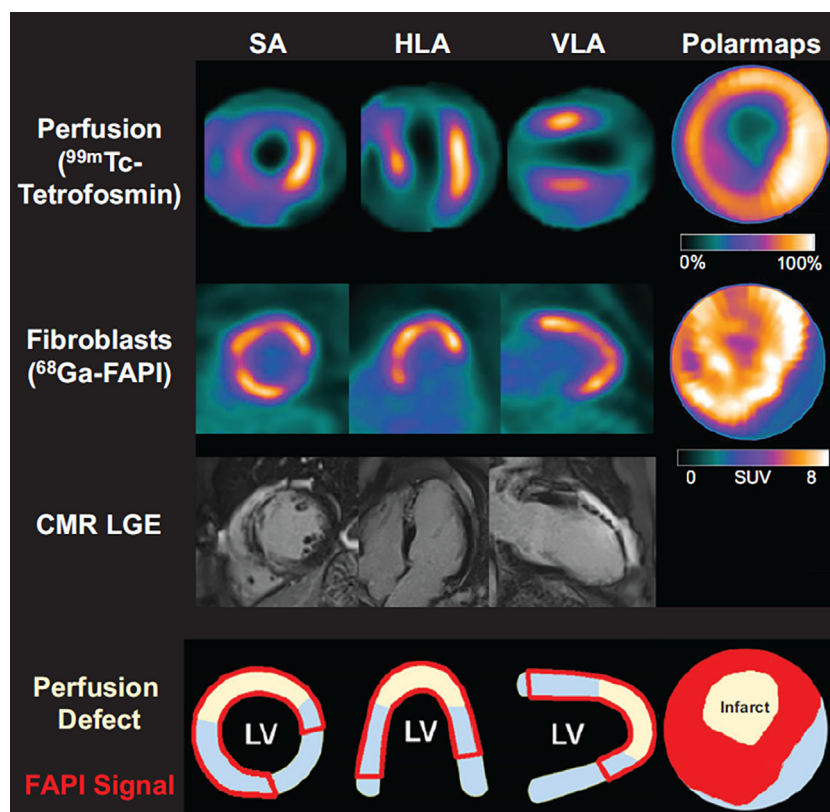 SA HLA VLA Polarmaps
Perfusion
(⁹⁹ᵐTc-
Tetrofosmin)
0% 100%
Fibroblasts
(⁶⁸Ga-FAPI)
0 SUV 8
CMR LGE
Perfusion
Defect
FAPI Signal
LV LV LV Infarct